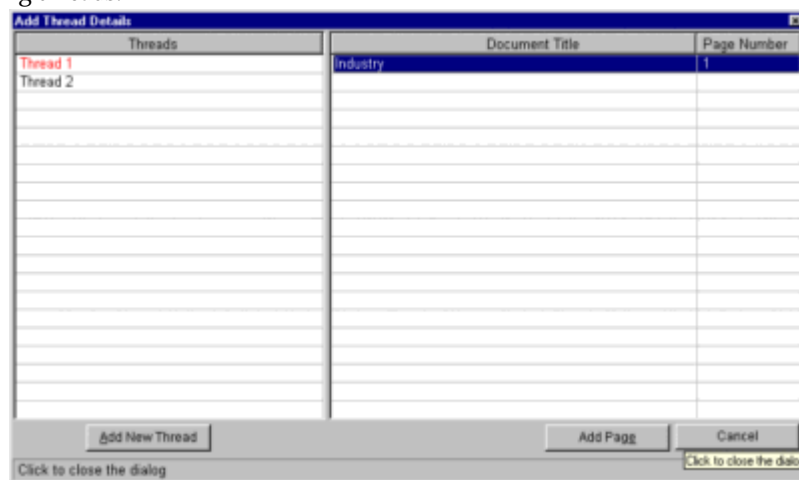 Add Thread Details
Threads
Document Title
Page Number
Thread 1
Industry
1
Thread 2
Add New Thread
Add Page
Cancel
Click to close the dialog
Click to close the dialo